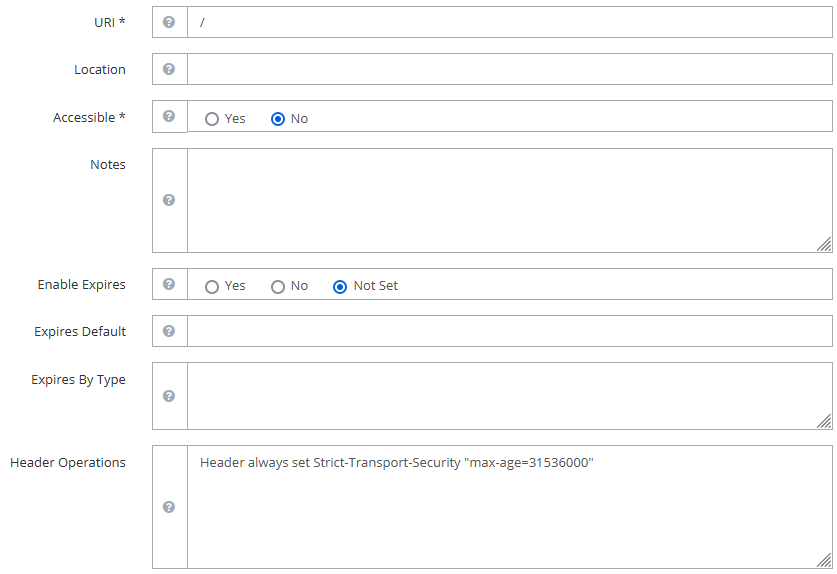 URI * /
Location
Accessible * Yes No
Notes
Enable Expires Yes No Not Set
Expires Default
Expires By Type
Header Operations Header always set Strict-Transport-Security "max-age=31536000"